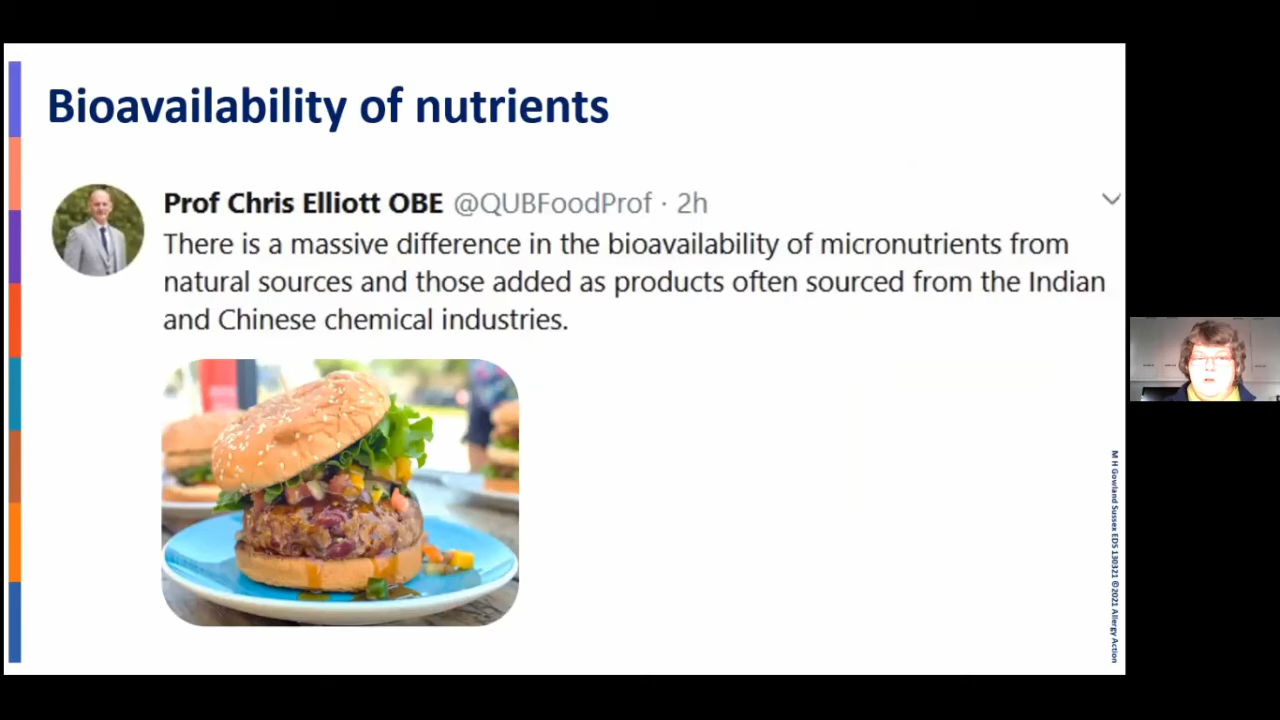 Bioavailability of nutrients
Prof Chris Elliott OBE @QUBFoodProf · 2h
There is a massive difference in the bioavailability of micronutrients from
natural sources and those added as products often sourced from the Indian
and Chinese chemical industries.
M H Gowland Sussex EDS 130321 ©2021 Allergy Action